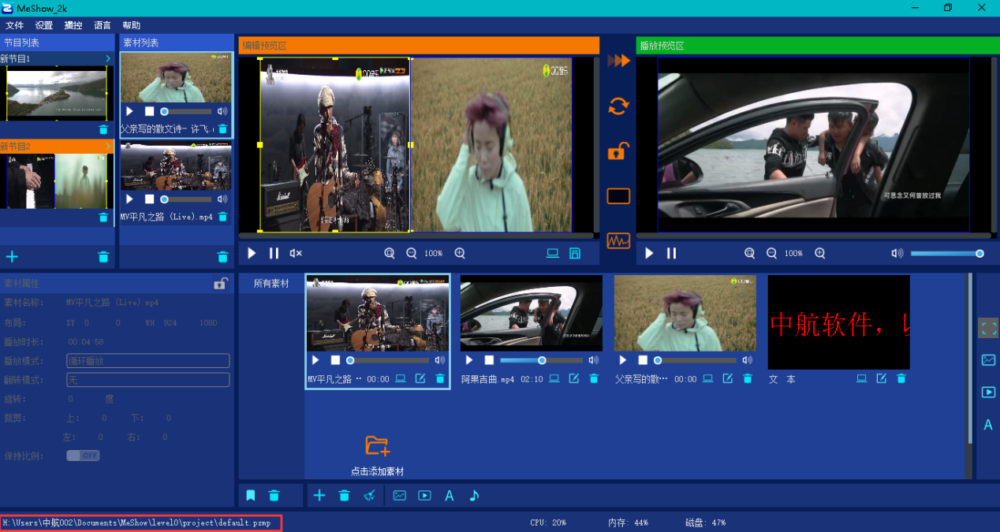 MeShow_2k
文件 设置 播控 语言 帮助
节目列表
新节目1
新节目2
素材列表
父亲写的散文诗- 许飞.
MV平凡之路 (Live).mp4
编辑预览区
QQ音乐
QQ音乐
Marshall
100%
播放预览区
可思念又何曾放过我
100%
素材属性
素材名称: MV平凡之路 (Live).mp4
布局: XY 0 0 WH 924 1080
播放时长: 00:04:58
播放模式: 循环播放
翻转模式: 无
旋转: 0 度
裁剪: 上: 0 下: 0
左: 0 右: 0
保持比例: OFF
所有素材
MV平凡之路 ·· 00:00
阿果吉曲.mp4 02:10
父亲写的散··· 00:00
中航软件，
文 本
点击添加素材
A
A
H:\Users\中航002\Documents\MeShow\level0\project\default.pzmp
CPU: 20% 内存: 44% 磁盘: 47%